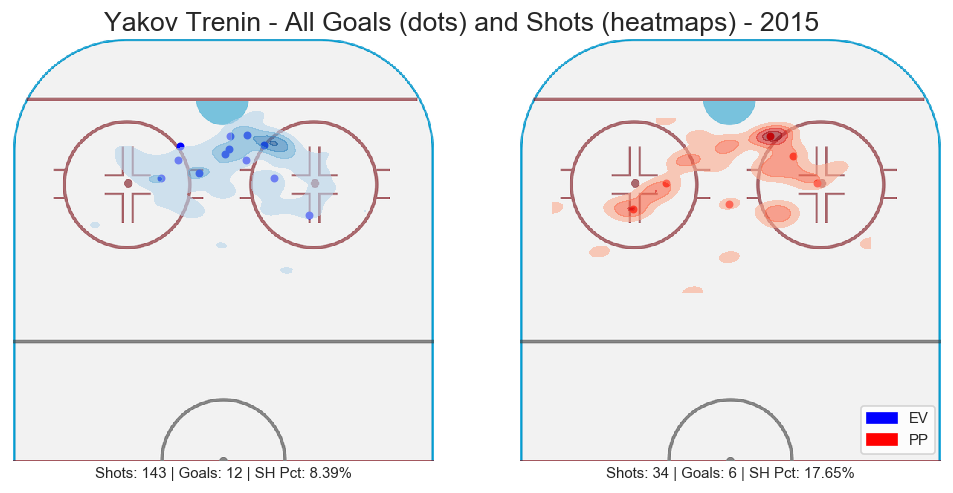 Yakov Trenin - All Goals (dots) and Shots (heatmaps) - 2015
EV
PP
Shots: 143 | Goals: 12 | SH Pct: 8.39%
Shots: 34 | Goals: 6 | SH Pct: 17.65%